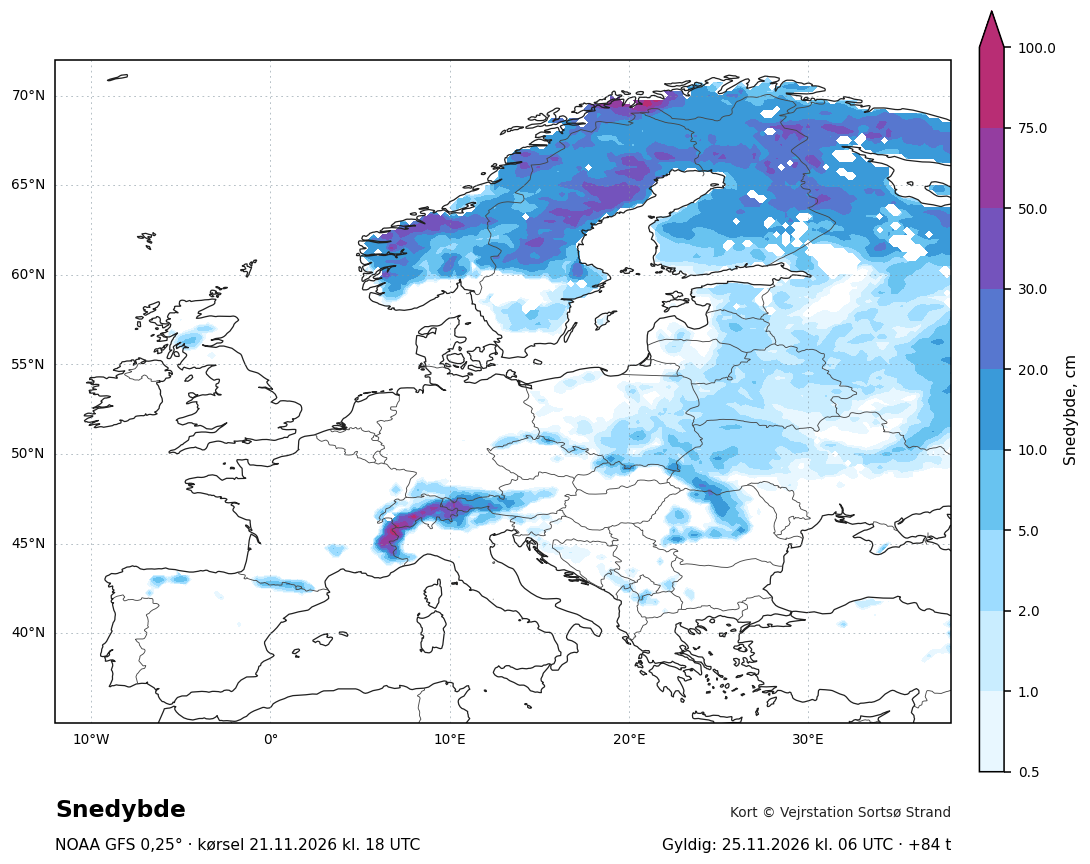 70°N
65°N
60°N
55°N
50°N
45°N
40°N
10°W 0° 10°E 20°E 30°E
100.0
75.0
50.0
30.0
20.0
10.0
5.0
2.0
1.0
0.5
Snedybde, cm
Snedybde
Kort © Vejrstation Sortsø Strand
NOAA GFS 0,25° · kørsel 21.11.2026 kl. 18 UTC
Gyldig: 25.11.2026 kl. 06 UTC · +84 t